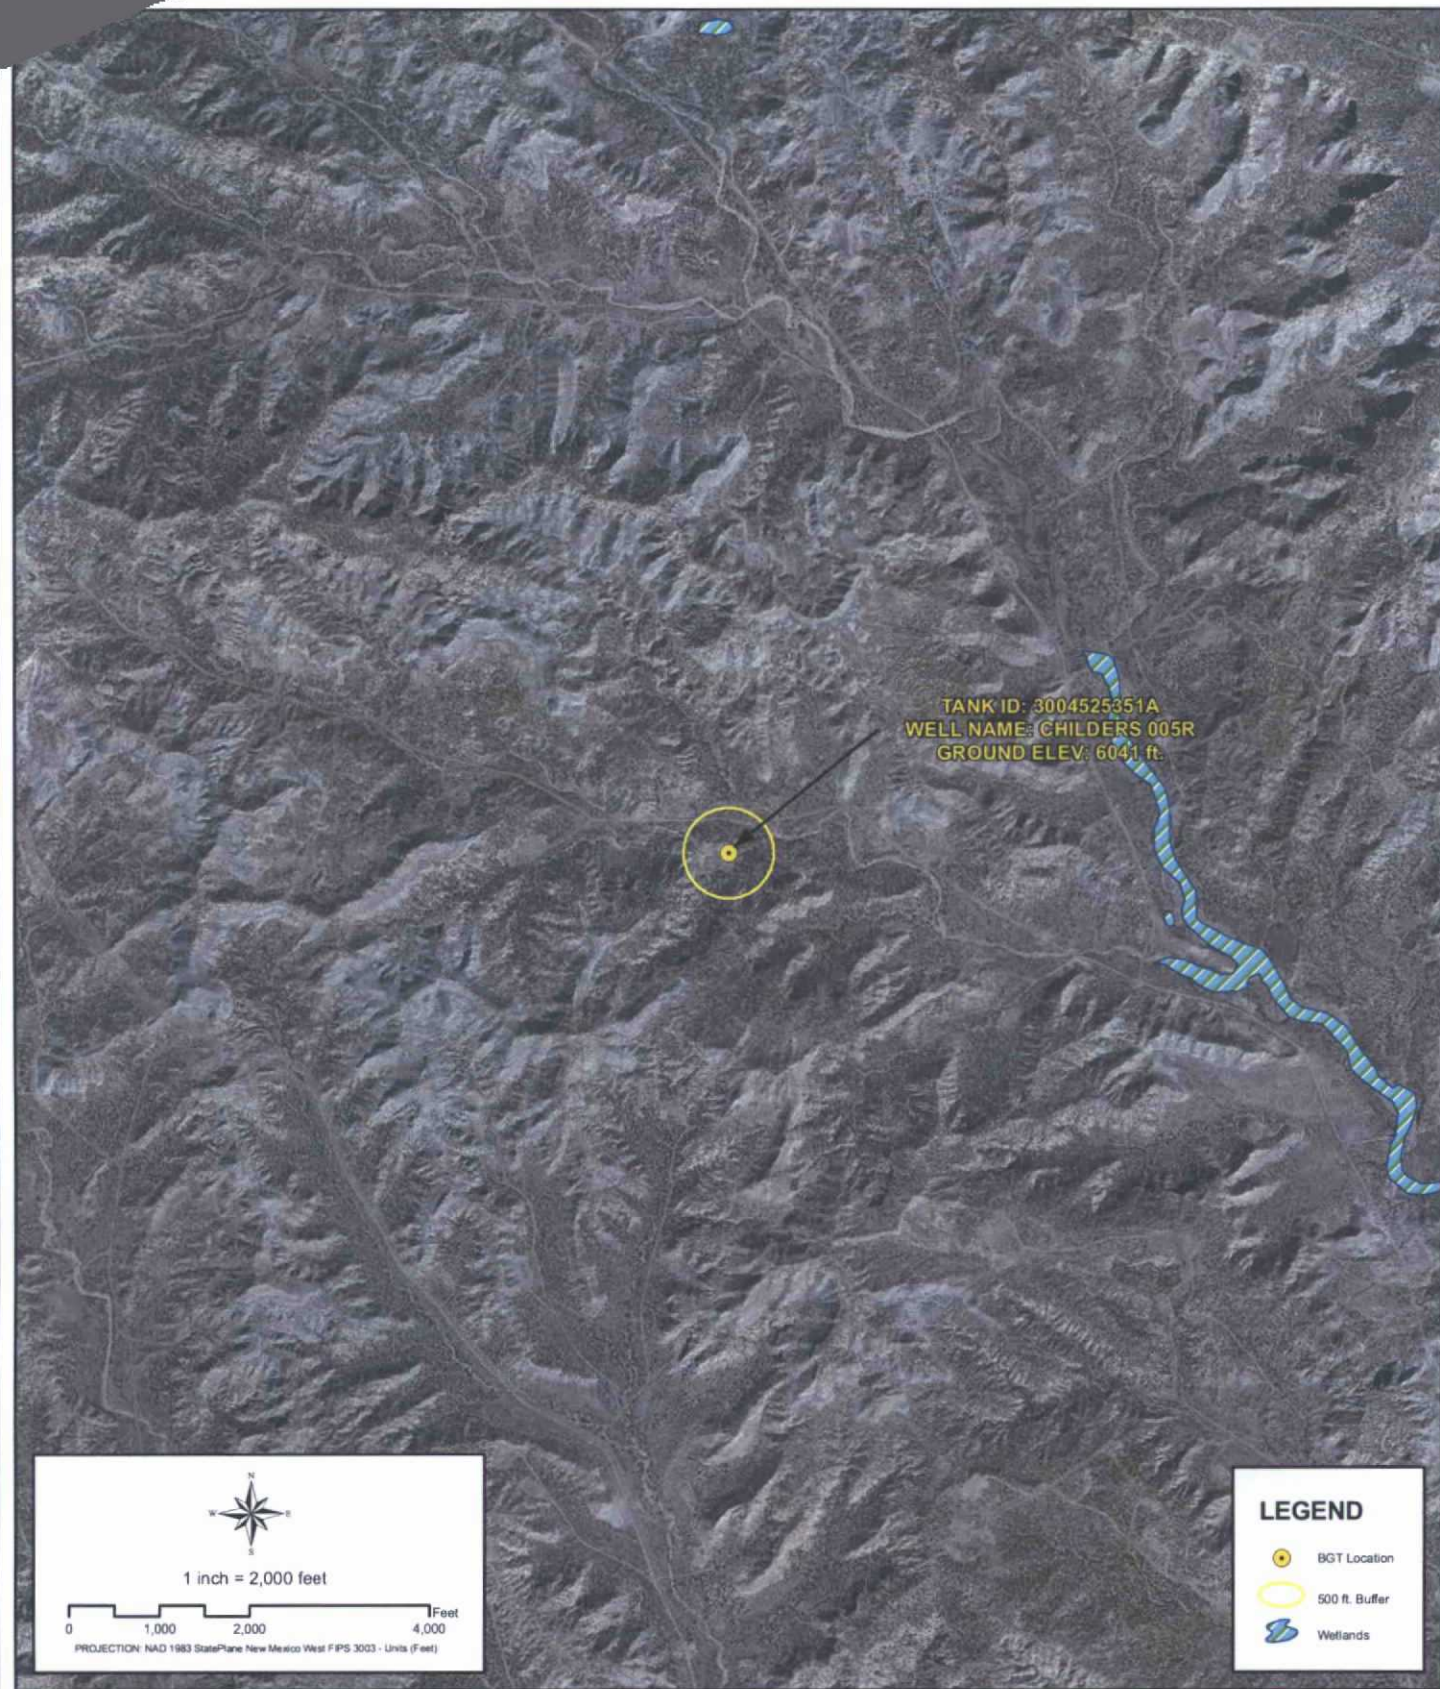 TANK ID: 3004525351A
WELL NAME: CHILDERS 005R
GROUND ELEV: 6041 ft.
N
W E
S
1 inch = 2,000 feet
Feet
0 1,000 2,000 4,000
PROJECTION: NAD 1983 StatePlane New Mexico West FIPS 3003 - Units (Feet)
LEGEND
BGT Location
500 ft. Buffer
Wetlands